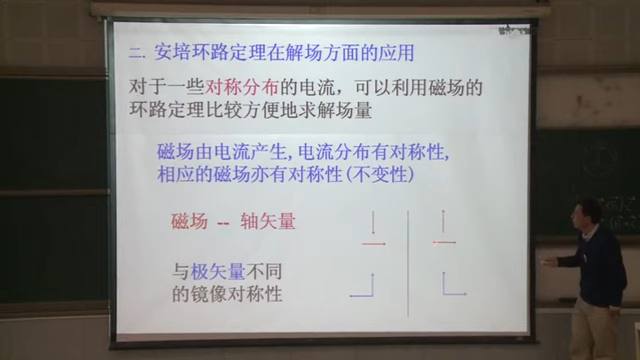 二. 安培环路定理在解场方面的应用
对于一些对称分布的电流，可以利用磁场的
环路定理比较方便地求解场量
磁场由电流产生,电流分布有对称性,
相应的磁场亦有对称性(不变性)
磁场 -- 轴矢量
与极矢量不同
的镜像对称性